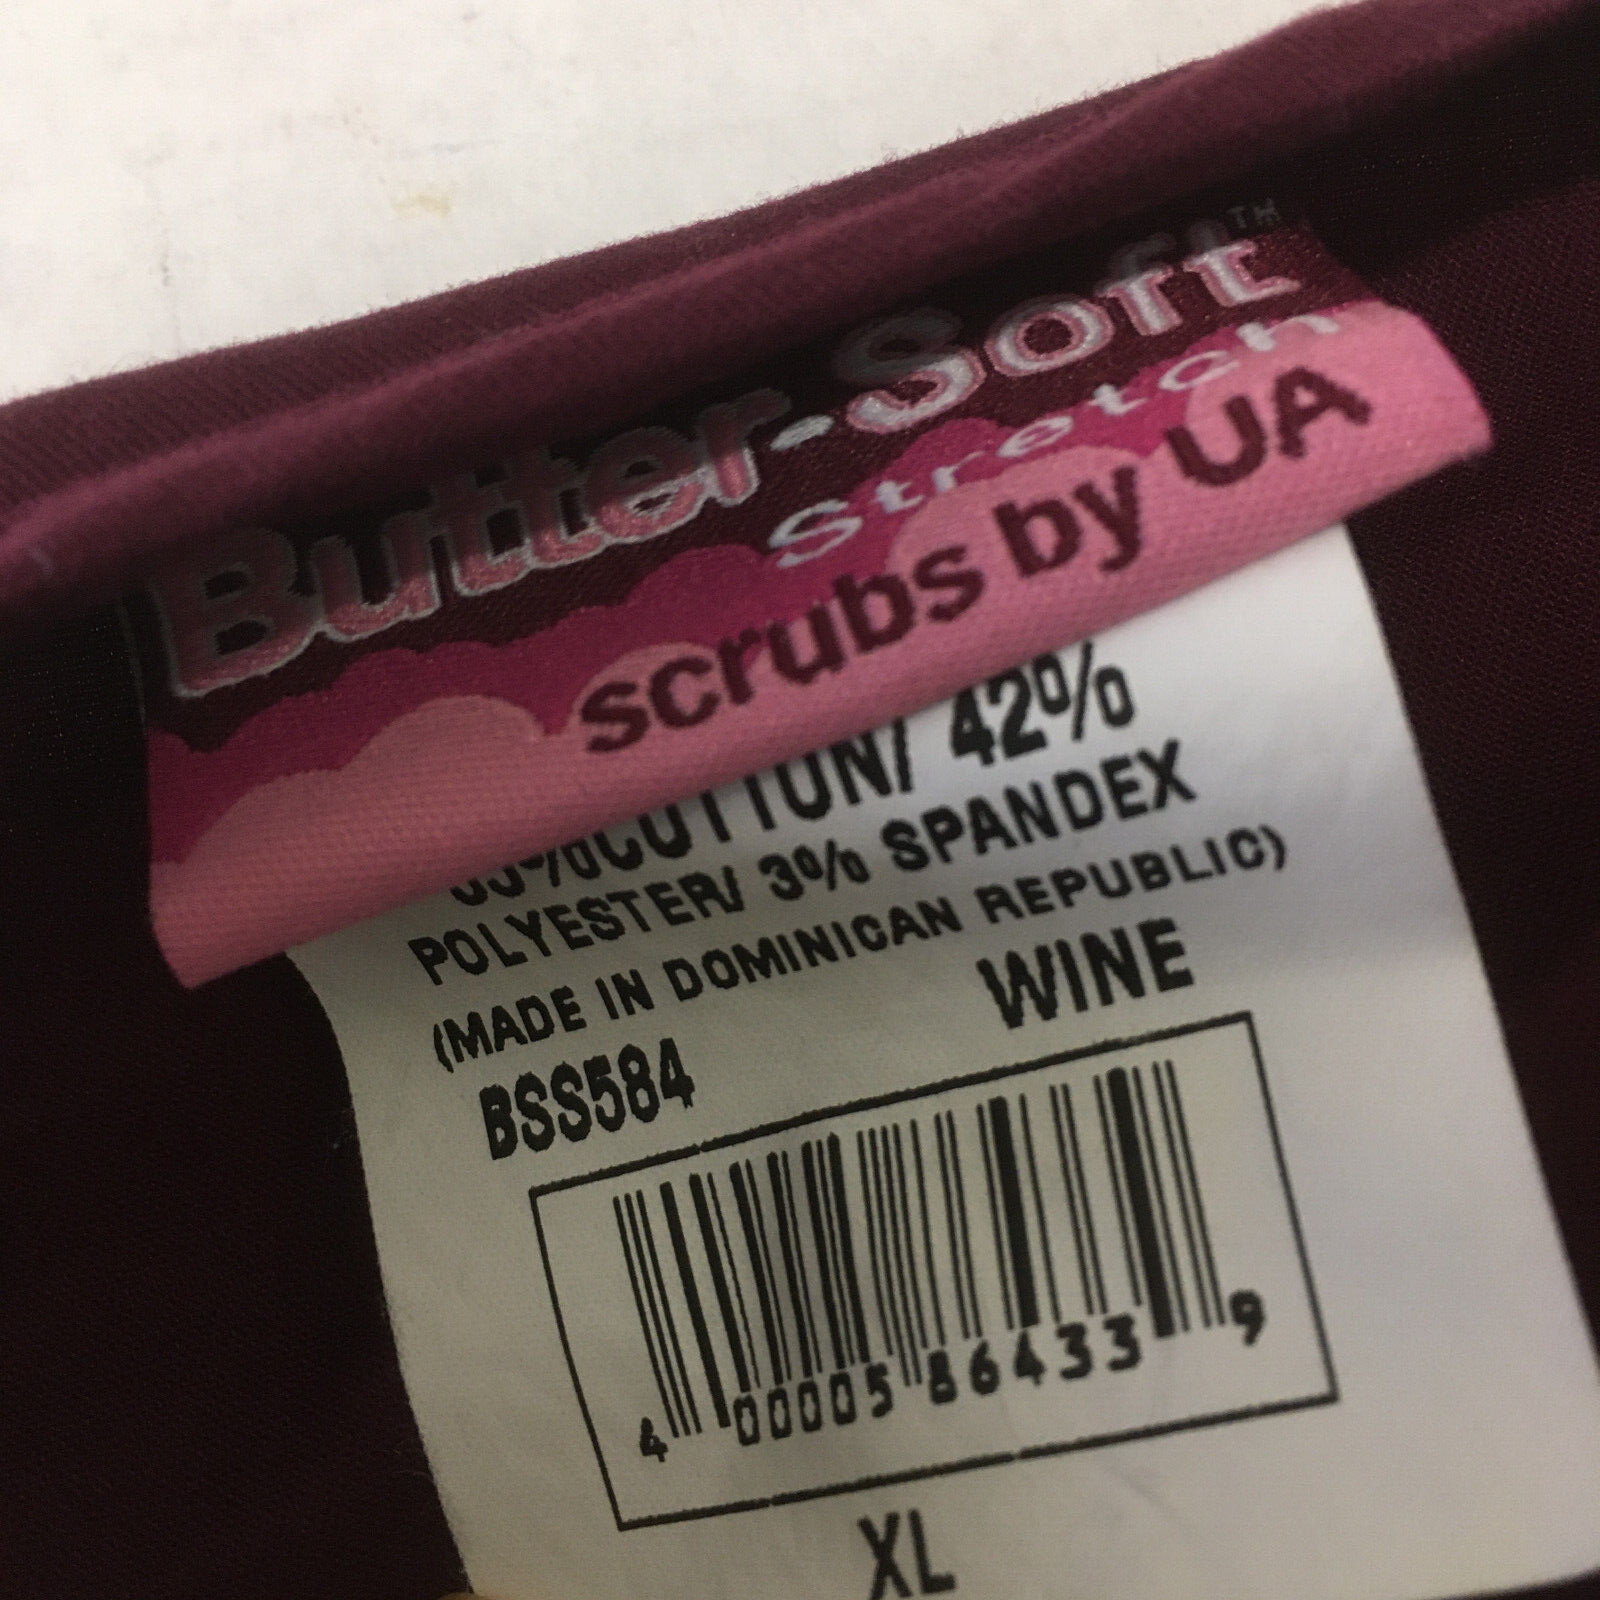 Butter-Soft™
Stretch
scrubs by UA
COTTON/ 42%
POLYESTER/ 3% SPANDEX
(MADE IN DOMINICAN REPUBLIC)
BSS584 WINE
4 00005 86433 9
XL